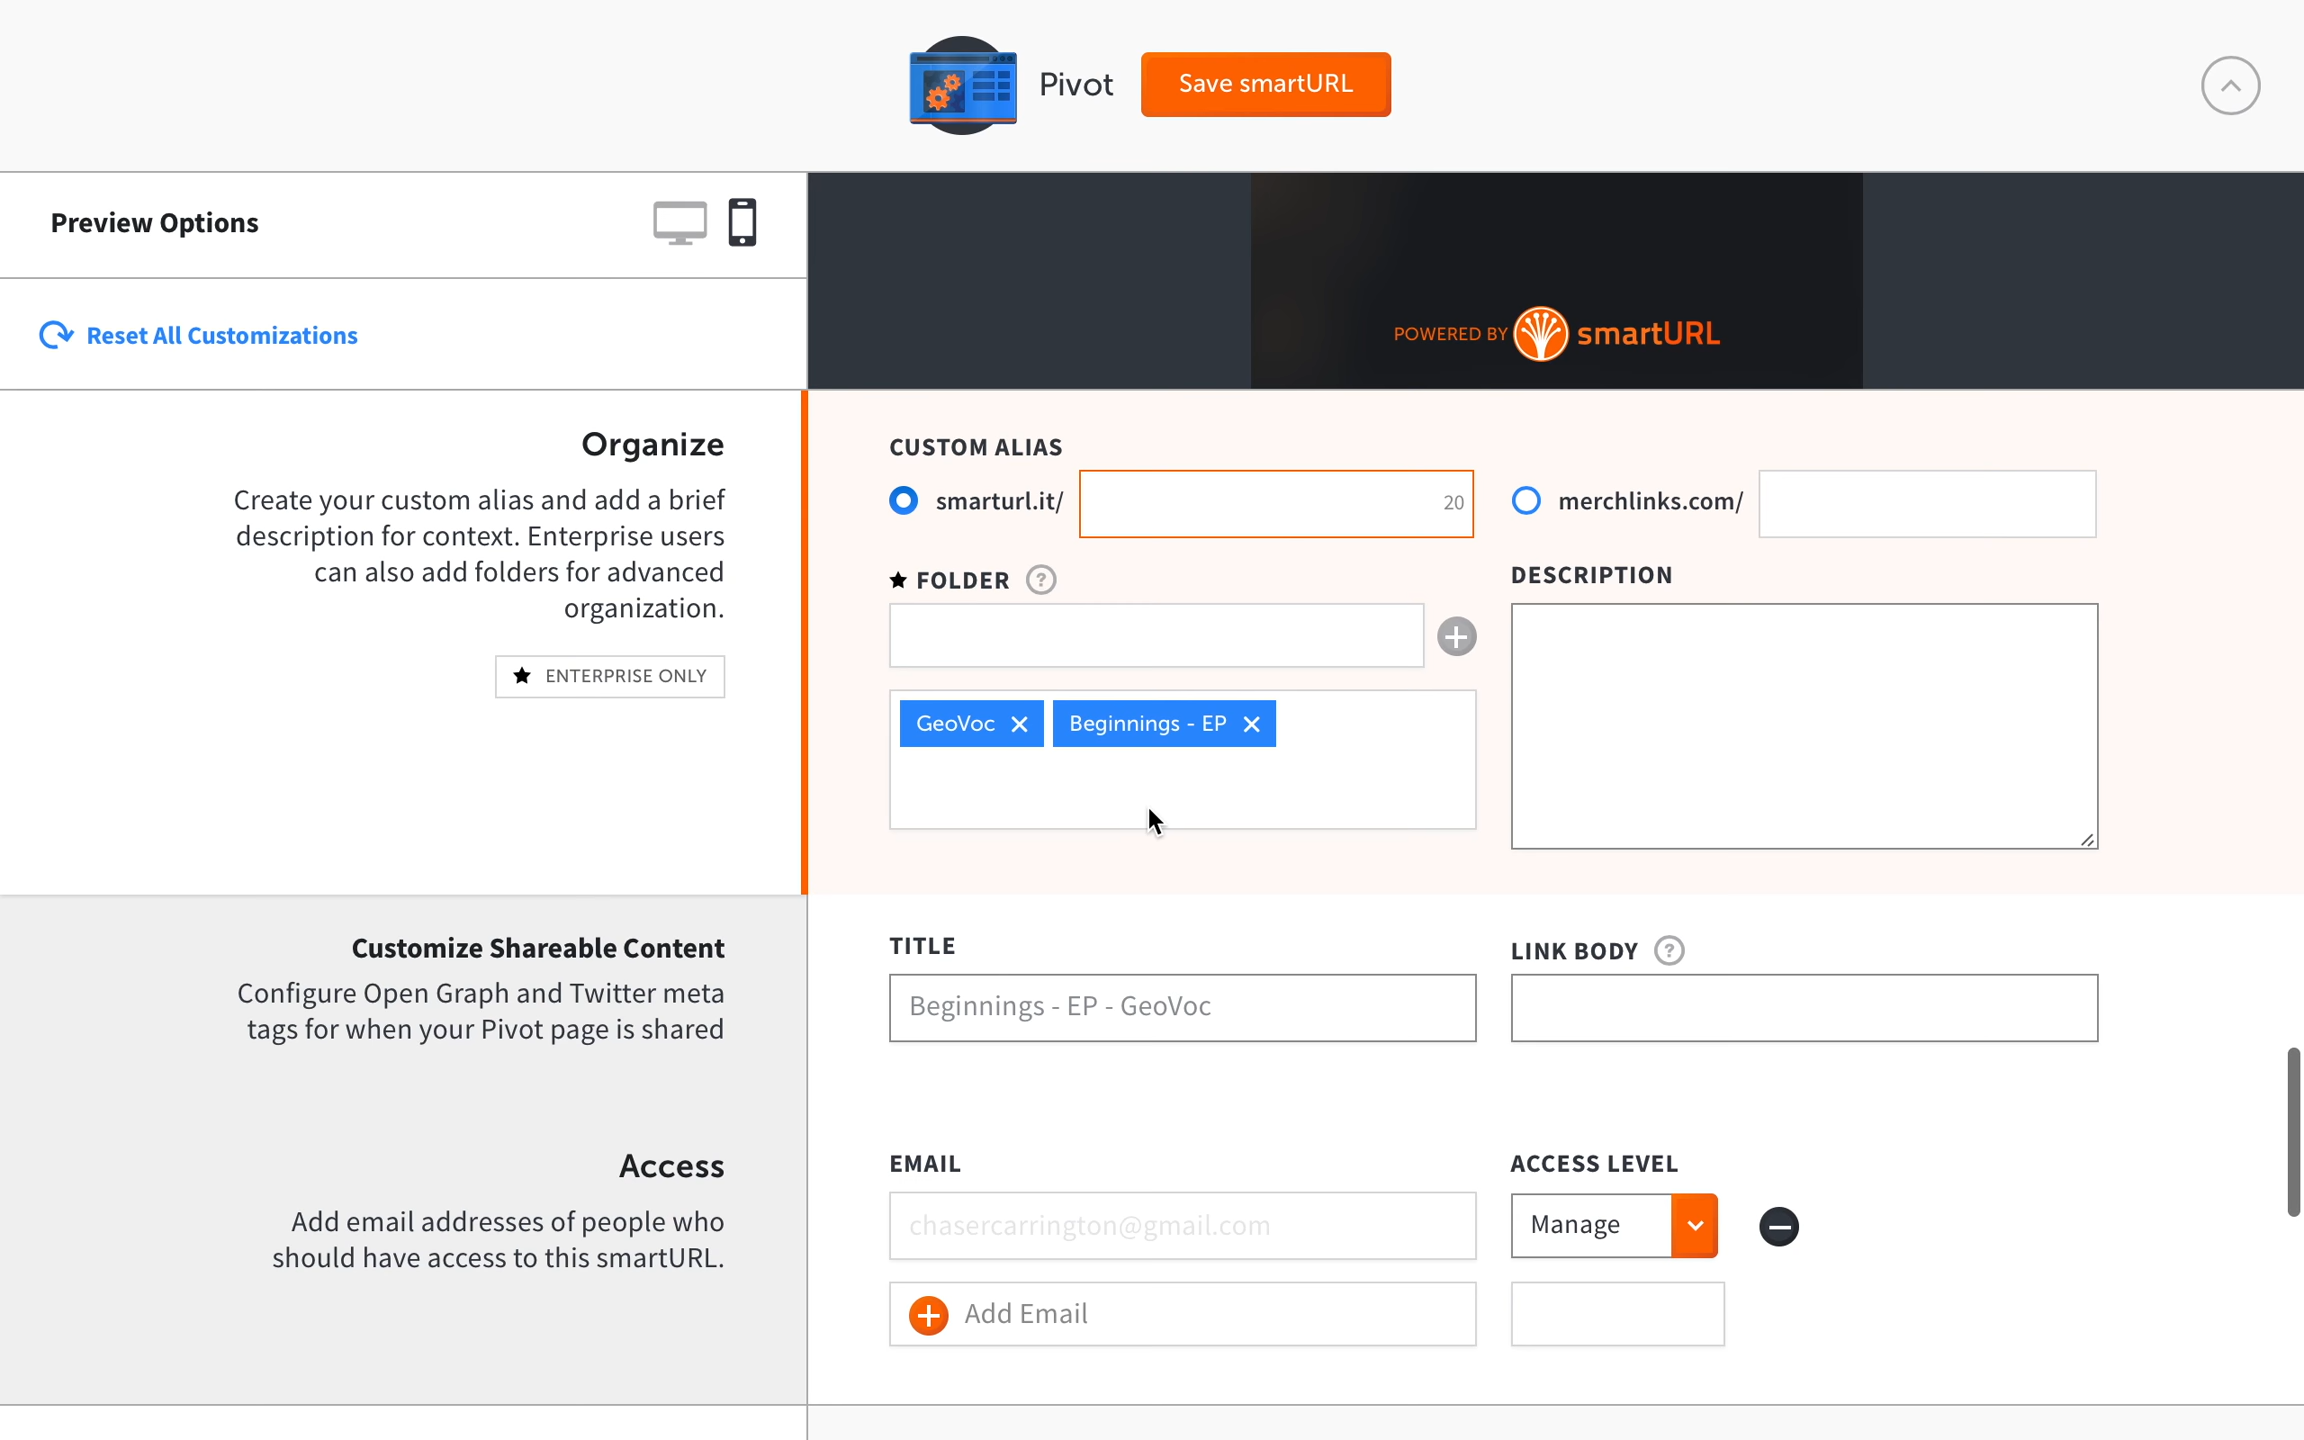 Pivot
Save smartURL
Preview Options
Reset All Customizations
POWERED BY smartURL
Organize
Create your custom alias and add a brief
description for context. Enterprise users
can also add folders for advanced
organization.
★ ENTERPRISE ONLY
CUSTOM ALIAS
smarturl.it/
20
merchlinks.com/
★ FOLDER ?
DESCRIPTION
GeoVoc ✕
Beginnings - EP ✕
Customize Shareable Content
Configure Open Graph and Twitter meta
tags for when your Pivot page is shared
TITLE
Beginnings - EP - GeoVoc
LINK BODY ?
Access
Add email addresses of people who
should have access to this smartURL.
EMAIL
chasercarrington@gmail.com
ACCESS LEVEL
Manage
Add Email